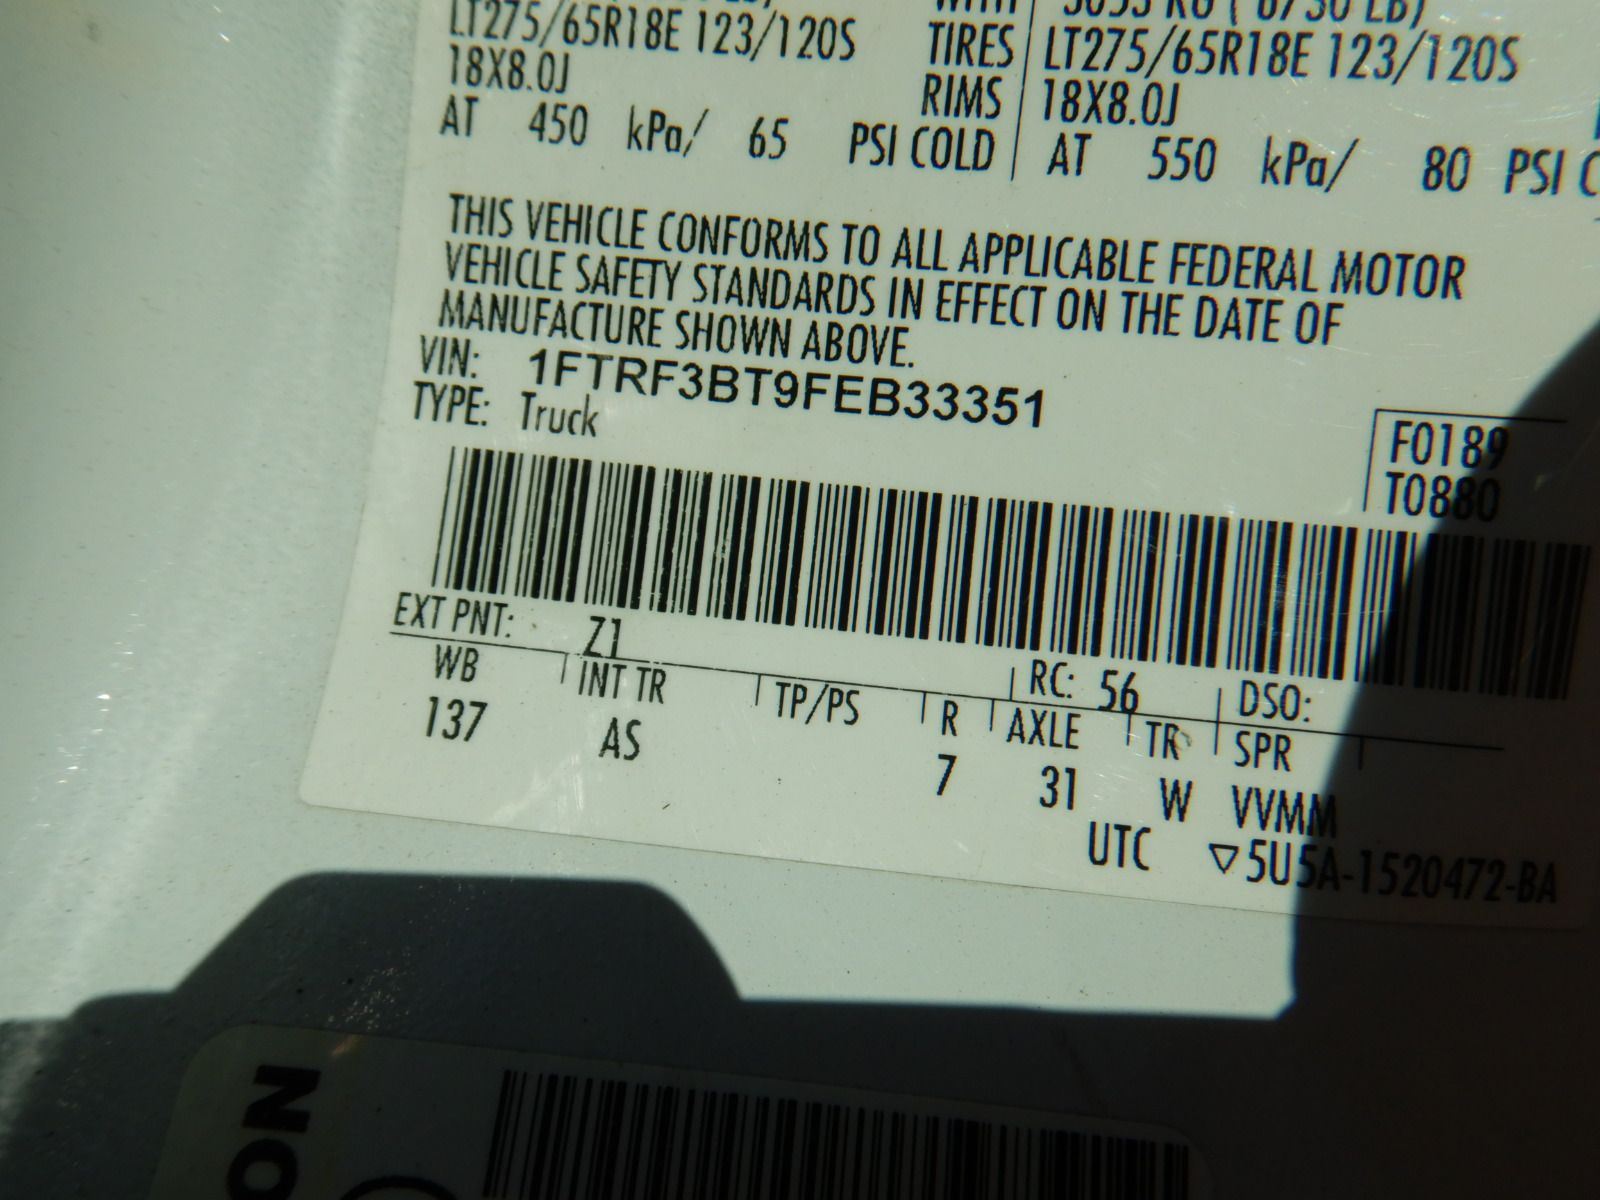 LT275/65R18E 123/120S TIRES LT275/65R18E 123/120S
18X8.0J RIMS 18X8.0J
AT 450 kPa/ 65 PSI COLD AT 550 kPa/ 80 PSI C
THIS VEHICLE CONFORMS TO ALL APPLICABLE FEDERAL MOTOR
VEHICLE SAFETY STANDARDS IN EFFECT ON THE DATE OF
MANUFACTURE SHOWN ABOVE.
VIN: 1FTRF3BT9FEB33351
TYPE: Truck
F0189
T0880
EXT PNT: Z1 RC: 56 DSO:
WB INT TR TP/PS R AXLE TR SPR
137 AS 7 31 W VVMM
UTC ▽5U5A-1520472-BA
ON